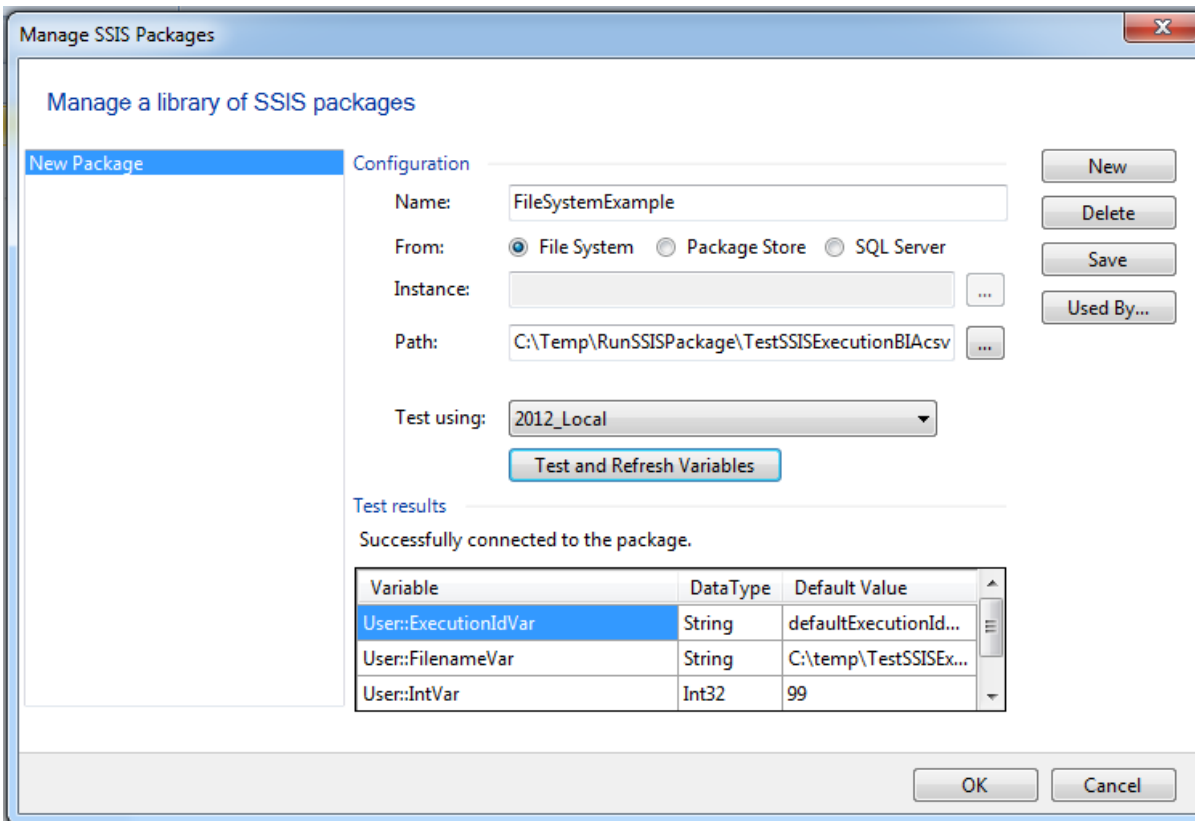 Manage SSIS Packages
Manage a library of SSIS packages
New Package
Configuration
Name: FileSystemExample
From: File System Package Store SQL Server
Instance: ...
Path: C:\Temp\RunSSISPackage\TestSSISExecutionBIAcsv ...
Test using: 2012_Local
Test and Refresh Variables
Test results
Successfully connected to the package.
Variable DataType Default Value
User::ExecutionIdVar String defaultExecutionId...
User::FilenameVar String C:\temp\TestSSISEx...
User::IntVar Int32 99
New
Delete
Save
Used By...
OK Cancel